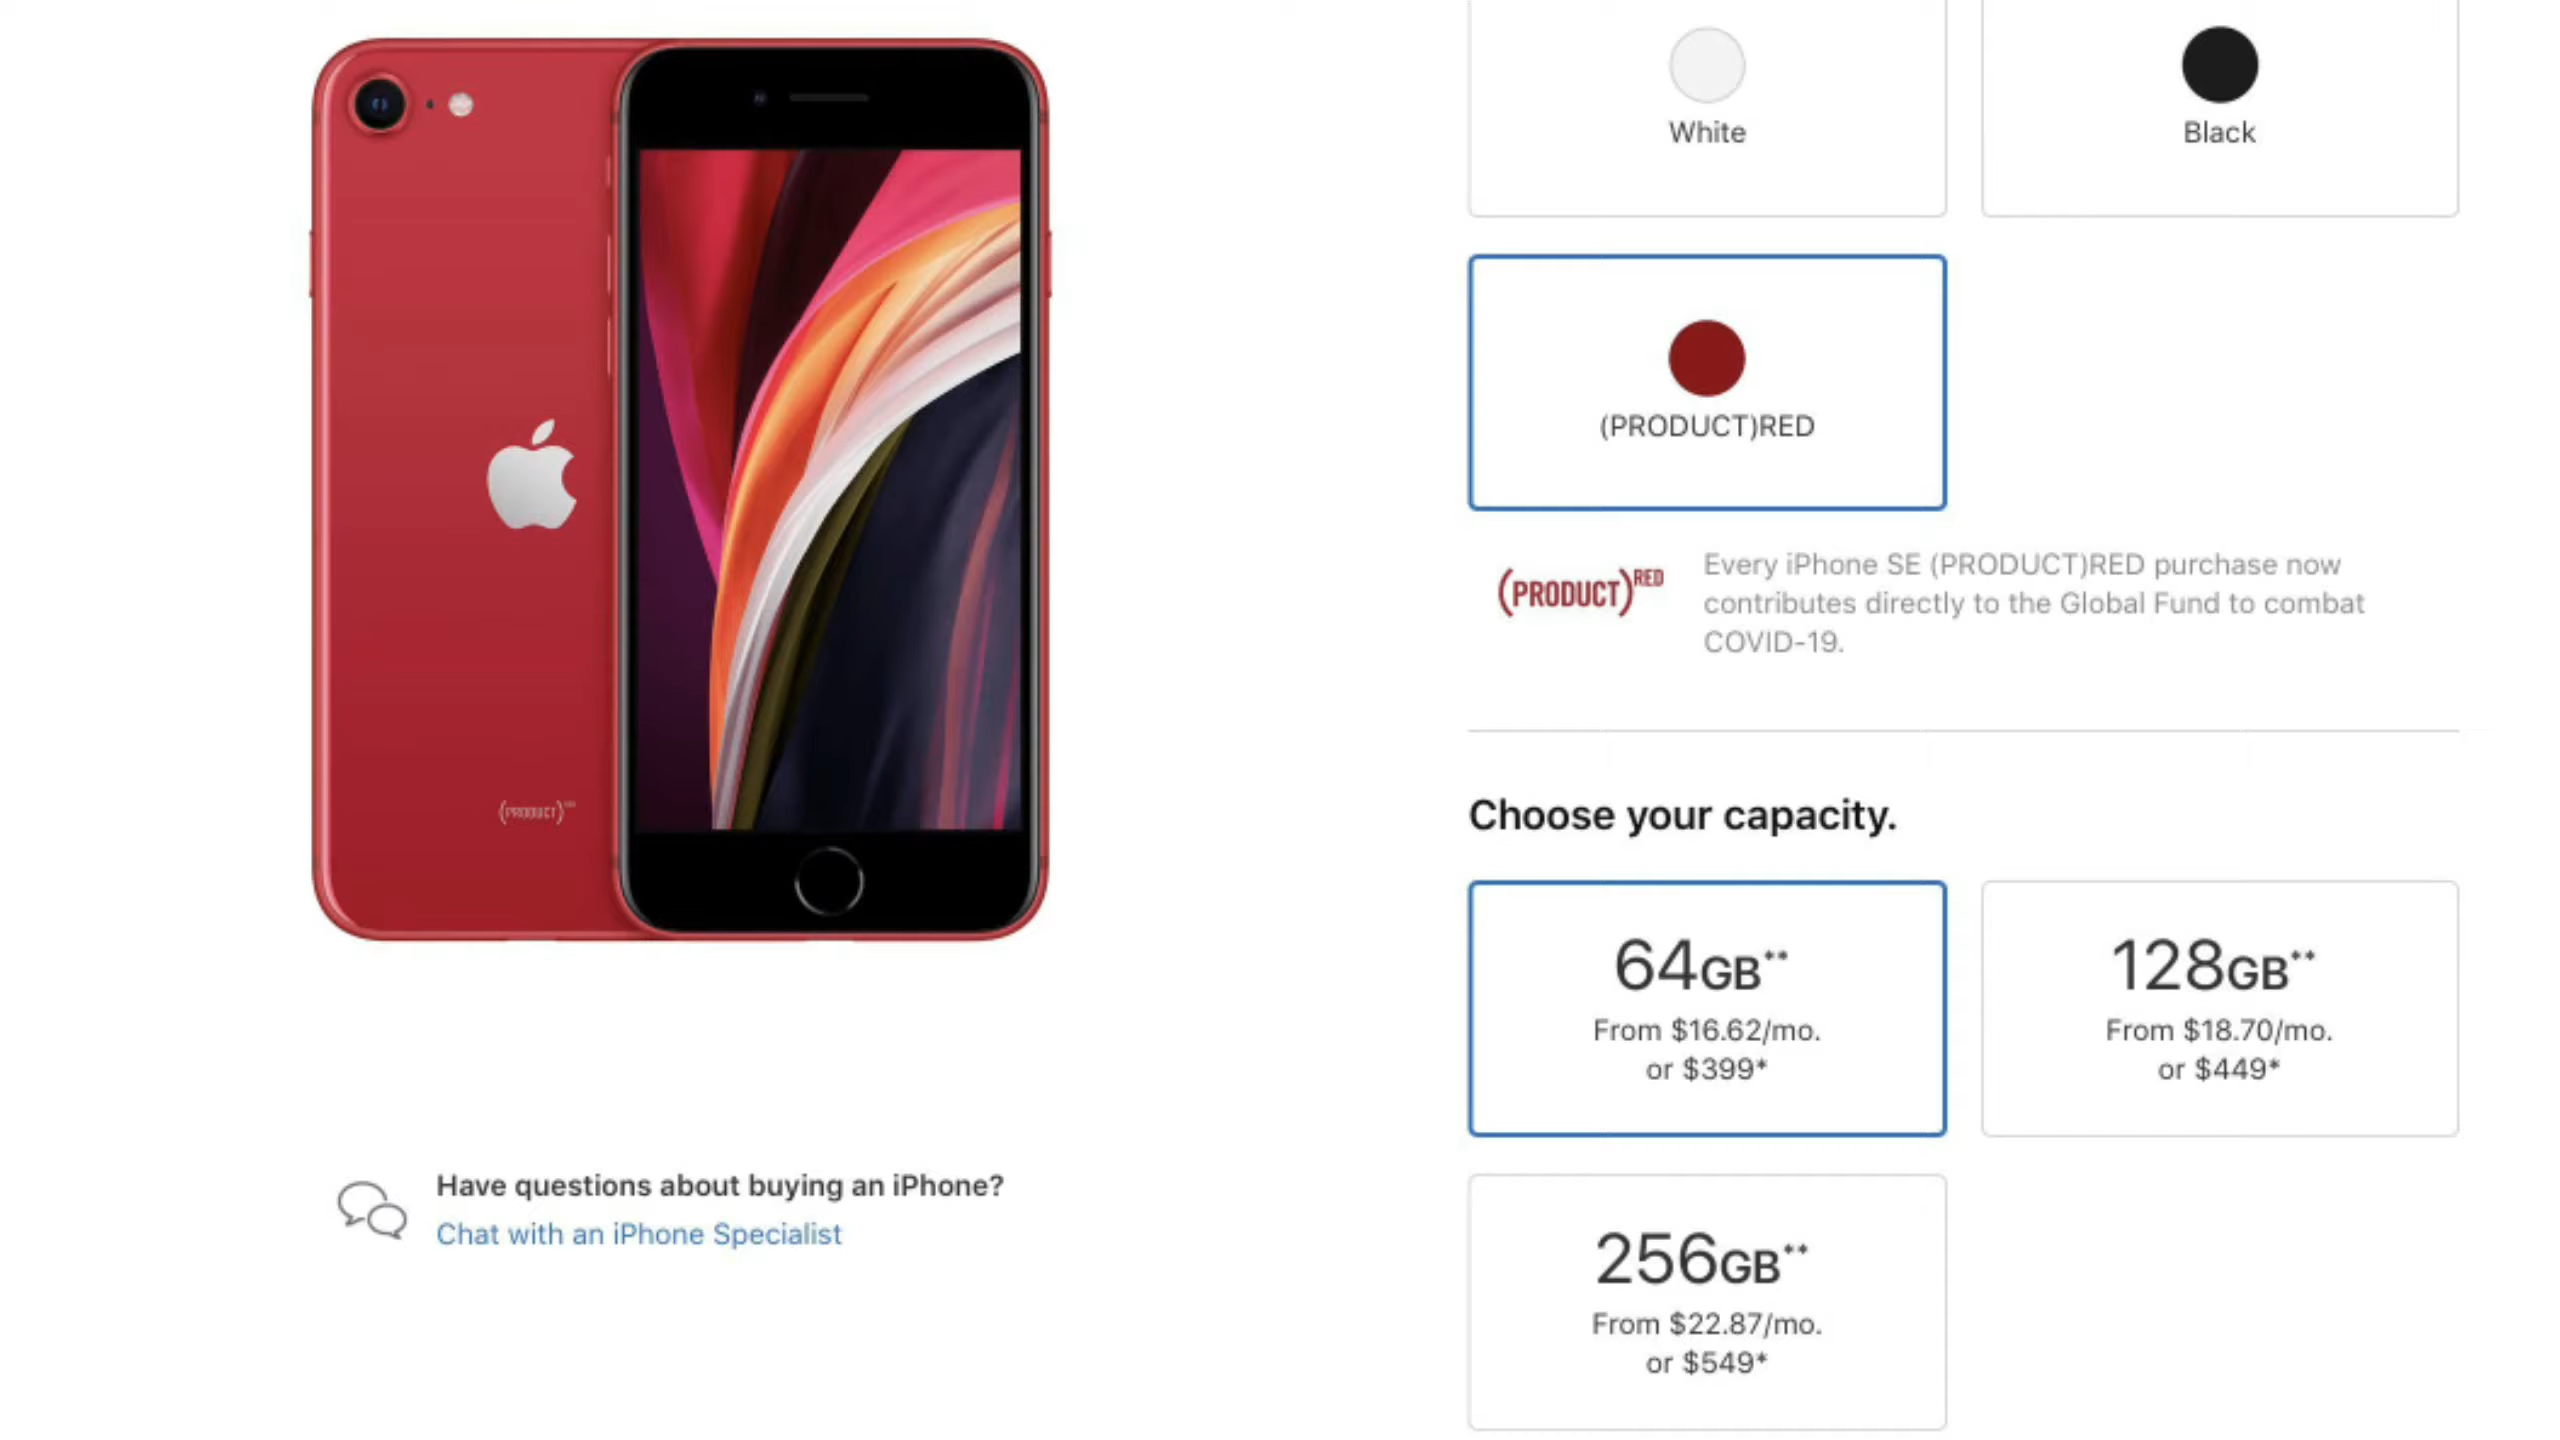 White
Black
(PRODUCT)RED
(PRODUCT)RED
Every iPhone SE (PRODUCT)RED purchase now
contributes directly to the Global Fund to combat
COVID-19.
(PRODUCT)
Choose your capacity.
64GB**
From $16.62/mo.
or $399*
128GB**
From $18.70/mo.
or $449*
256GB**
From $22.87/mo.
or $549*
Have questions about buying an iPhone?
Chat with an iPhone Specialist